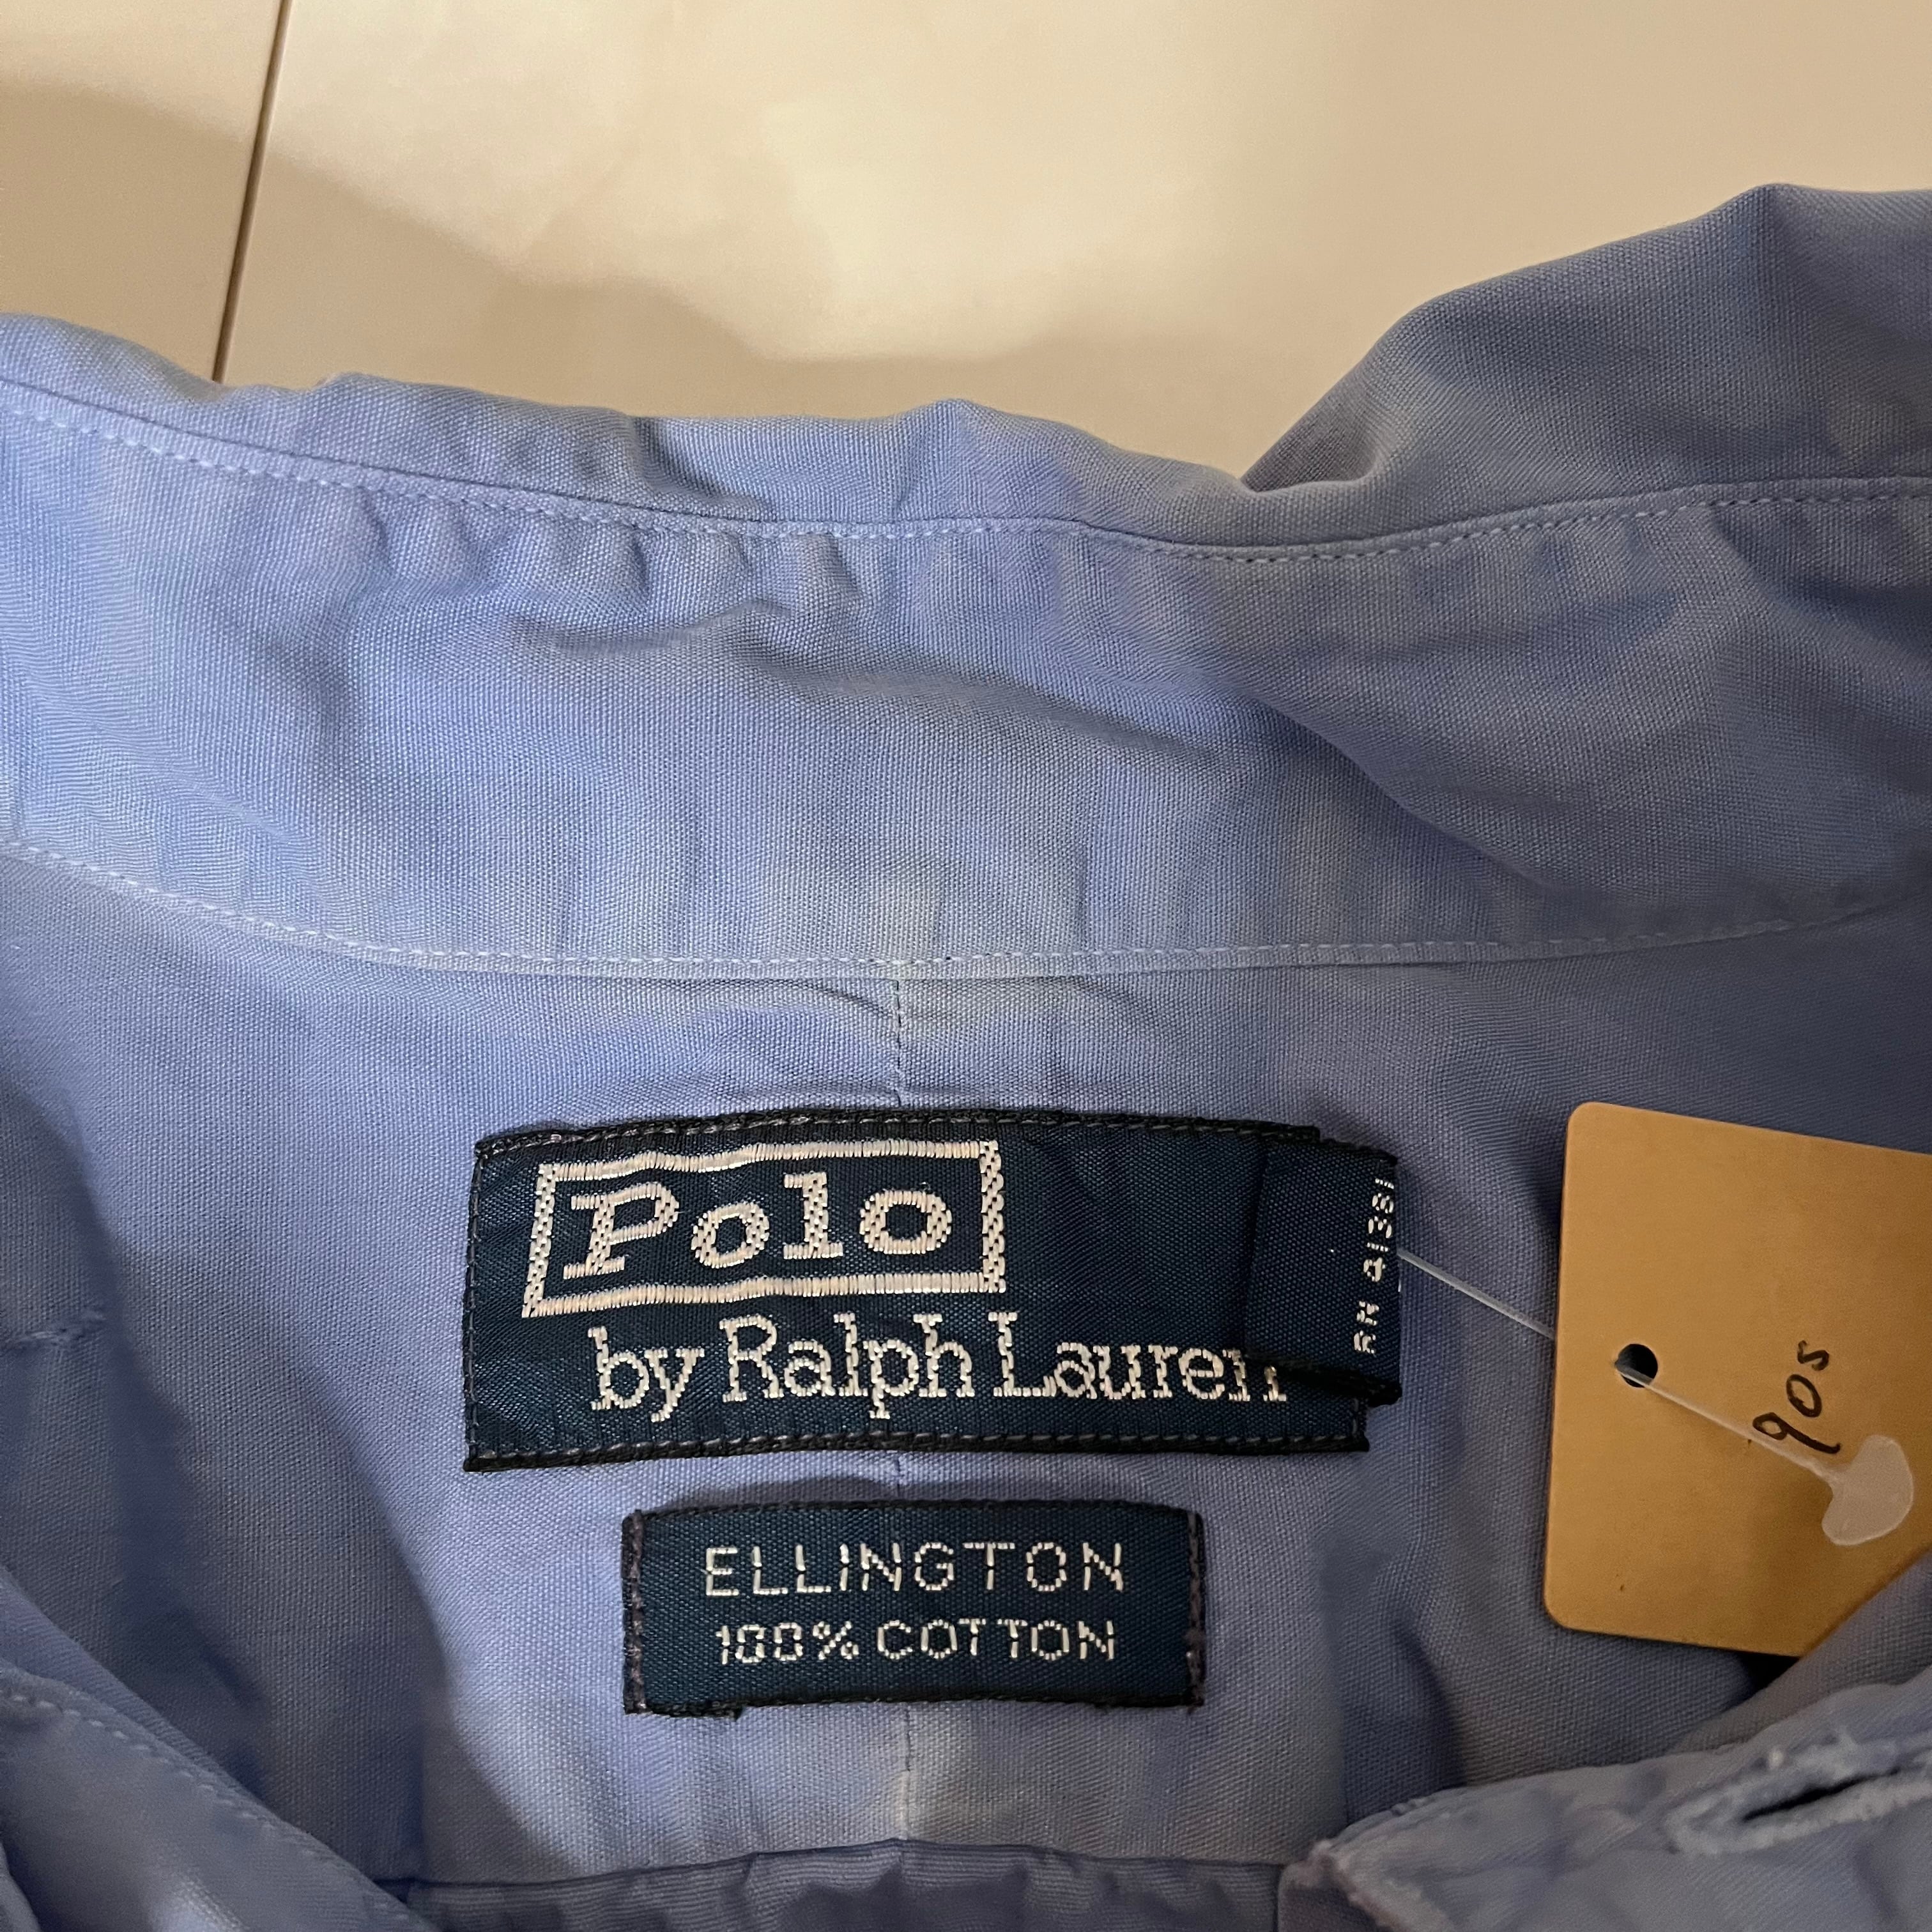 Polo
by Ralph Lauren
RN 41381
ELLINGTON
100% COTTON
90s